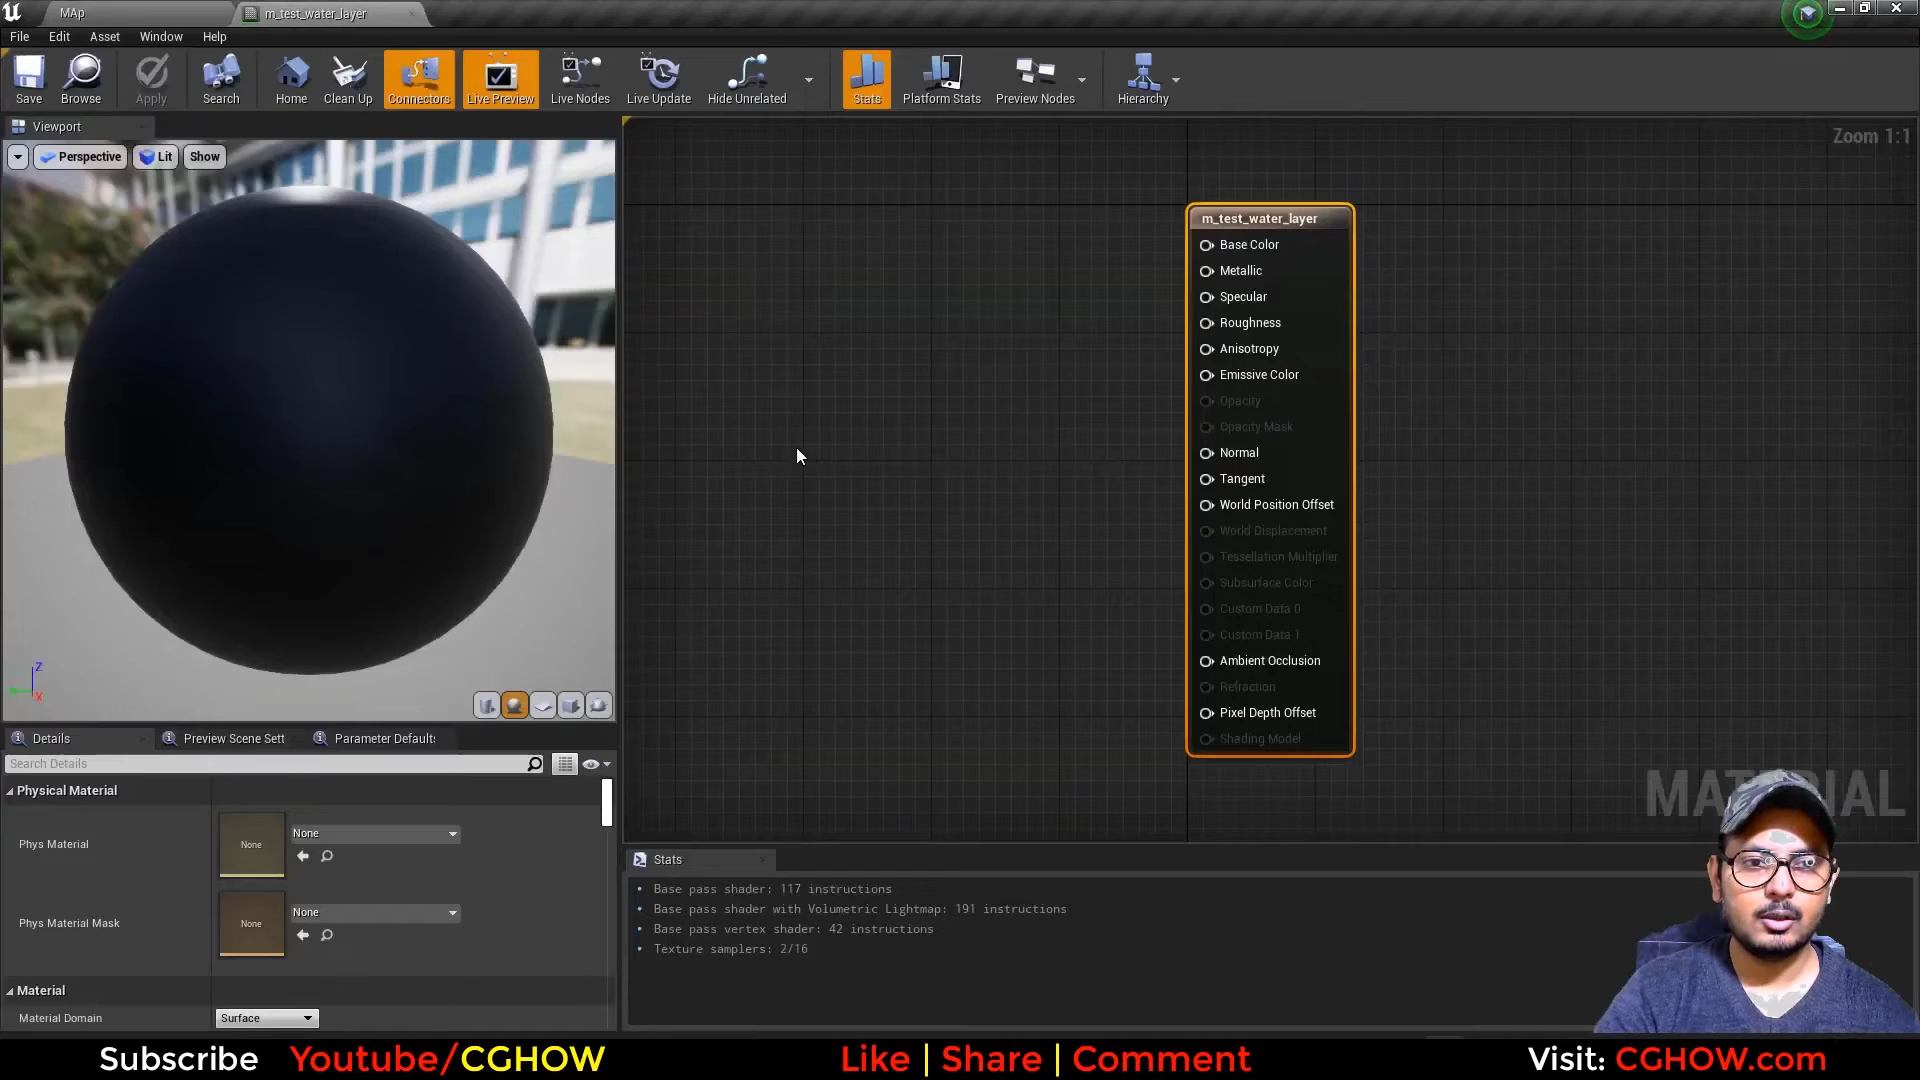 MAp
m_test_water_layer
File Edit Asset Window Help
Save Browse Apply Search Home Clean Up Connectors Live Preview Live Nodes Live Update Hide Unrelated Stats Platform Stats Preview Nodes Hierarchy
Viewport
Perspective Lit Show
Zoom 1:1
m_test_water_layer
Base Color
Metallic
Specular
Roughness
Anisotropy
Emissive Color
Opacity
Opacity Mask
Normal
Tangent
World Position Offset
World Displacement
Tessellation Multiplier
Subsurface Color
Custom Data 0
Custom Data 1
Ambient Occlusion
Refraction
Pixel Depth Offset
Shading Model
Z
X
Details Preview Scene Sett Parameter Default:
Search Details
Physical Material
Phys Material
None
None
Phys Material Mask
None
None
Material
Material Domain
Surface
Stats
• Base pass shader: 117 instructions
• Base pass shader with Volumetric Lightmap: 191 instructions
• Base pass vertex shader: 42 instructions
• Texture samplers: 2/16
Subscribe Youtube/CGHOW Like | Share | Comment Visit: CGHOW.com